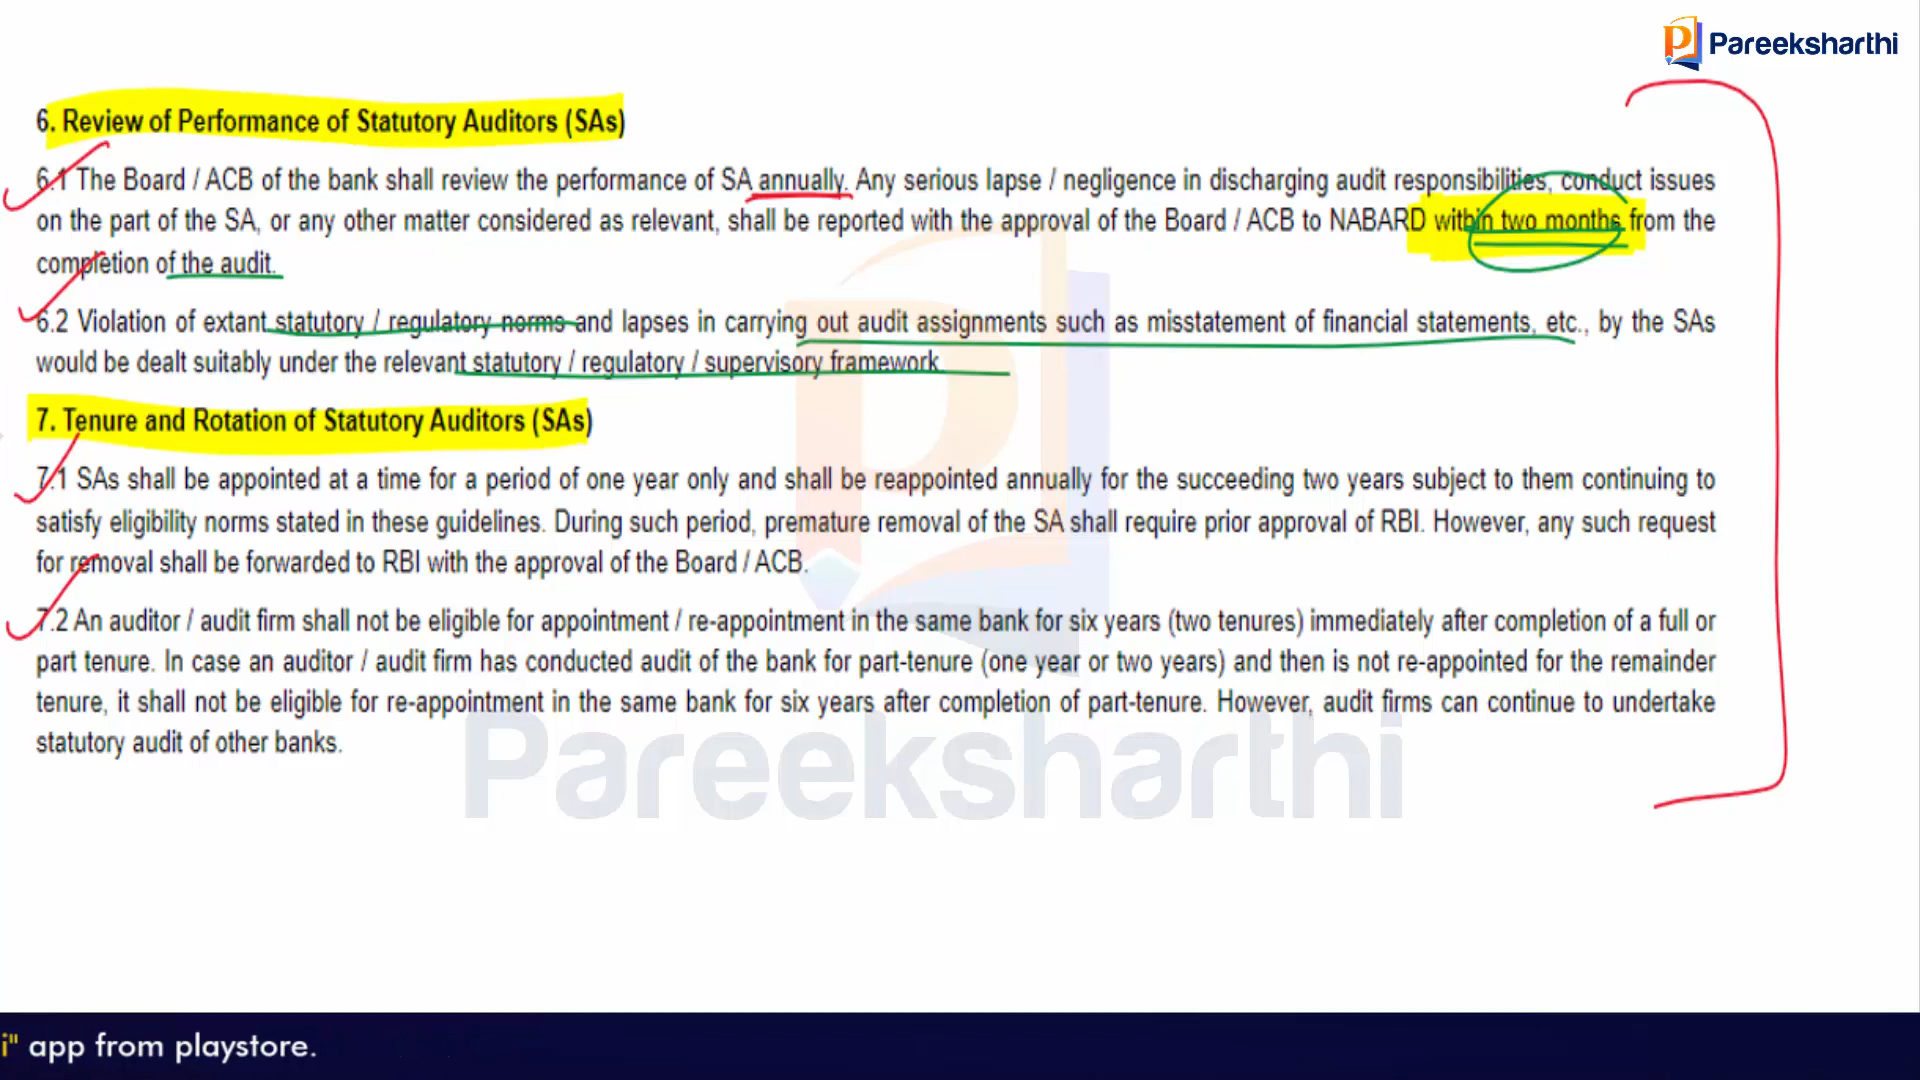 Pareeksharthi
6. Review of Performance of Statutory Auditors (SAs)
6.1 The Board / ACB of the bank shall review the performance of SA annually. Any serious lapse / negligence in discharging audit responsibilities, conduct issues
on the part of the SA, or any other matter considered as relevant, shall be reported with the approval of the Board / ACB to NABARD within two months from the
completion of the audit.
6.2 Violation of extant statutory / regulatory norms and lapses in carrying out audit assignments such as misstatement of financial statements, etc., by the SAs
would be dealt suitably under the relevant statutory / regulatory / supervisory framework.
7. Tenure and Rotation of Statutory Auditors (SAs)
7.1 SAs shall be appointed at a time for a period of one year only and shall be reappointed annually for the succeeding two years subject to them continuing to
satisfy eligibility norms stated in these guidelines. During such period, premature removal of the SA shall require prior approval of RBI. However, any such request
for removal shall be forwarded to RBI with the approval of the Board / ACB.
7.2 An auditor / audit firm shall not be eligible for appointment / re-appointment in the same bank for six years (two tenures) immediately after completion of a full or
part tenure. In case an auditor / audit firm has conducted audit of the bank for part-tenure (one year or two years) and then is not re-appointed for the remainder
tenure, it shall not be eligible for re-appointment in the same bank for six years after completion of part-tenure. However, audit firms can continue to undertake
statutory audit of other banks.
Pareeksharthi
i" app from playstore.